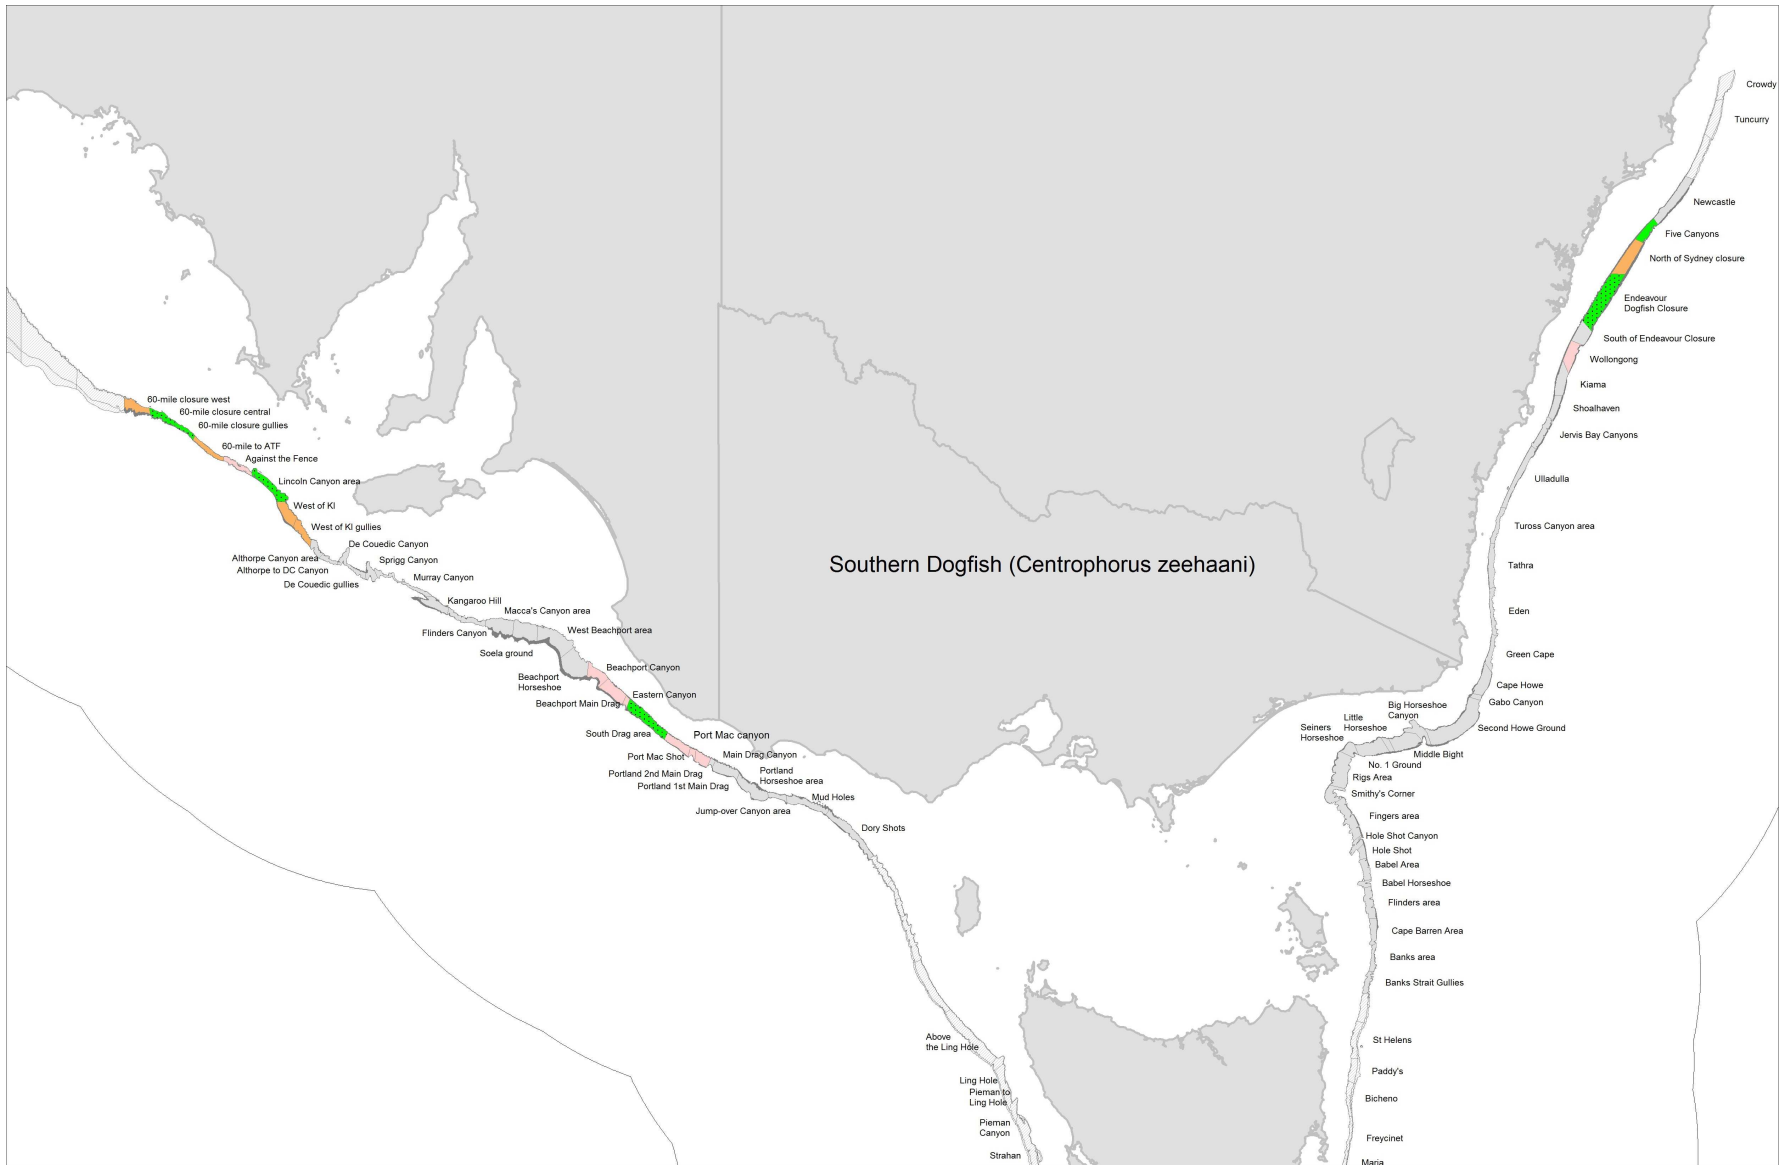 Crowdy
Tuncurry
Newcastle
Five Canyons
North of Sydney closure
Endeavour
Dogfish Closure
South of Endeavour Closure
Wollongong
Kiama
Shoalhaven
Jervis Bay Canyons
Ulladulla
Tuross Canyon area
Tathra
Eden
Green Cape
Cape Howe
Gabo Canyon
Second Howe Ground
Big Horseshoe
Canyon
Little
Horseshoe
Seiners
Horseshoe
Middle Bight
No. 1 Ground
Rigs Area
Smithy's Corner
Fingers area
Hole Shot Canyon
Hole Shot
Babel Area
Babel Horseshoe
Flinders area
Cape Barren Area
Banks area
Banks Strait Gullies
St Helens
Paddy's
Bicheno
Freycinet
Maria
Southern Dogfish (Centrophorus zeehaani)
60-mile closure west
60-mile closure central
60-mile closure gullies
60-mile to ATF
Against the Fence
Lincoln Canyon area
West of KI
West of KI gullies
De Couedic Canyon
Althorpe Canyon area
Sprigg Canyon
Althorpe to DC Canyon
Murray Canyon
De Couedic gullies
Kangaroo Hill
Macca's Canyon area
Flinders Canyon
West Beachport area
Soela ground
Beachport Canyon
Beachport
Horseshoe
Eastern Canyon
Beachport Main Drag
South Drag area
Port Mac canyon
Port Mac Shot
Main Drag Canyon
Portland 2nd Main Drag
Portland
Horseshoe area
Portland 1st Main Drag
Mud Holes
Jump-over Canyon area
Dory Shots
Above
the Ling Hole
Ling Hole
Pieman to
Ling Hole
Pieman
Canyon
Strahan